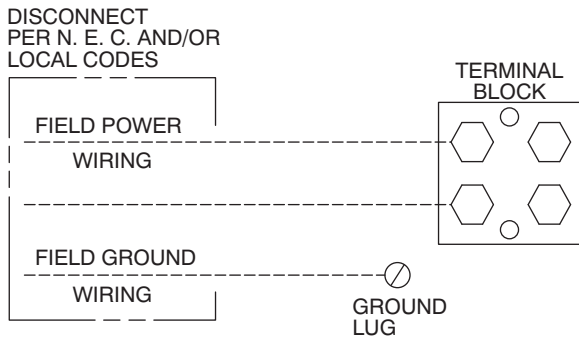 DISCONNECT
PER N. E. C. AND/OR
LOCAL CODES
TERMINAL
BLOCK
FIELD POWER
WIRING
FIELD GROUND
WIRING
GROUND
LUG